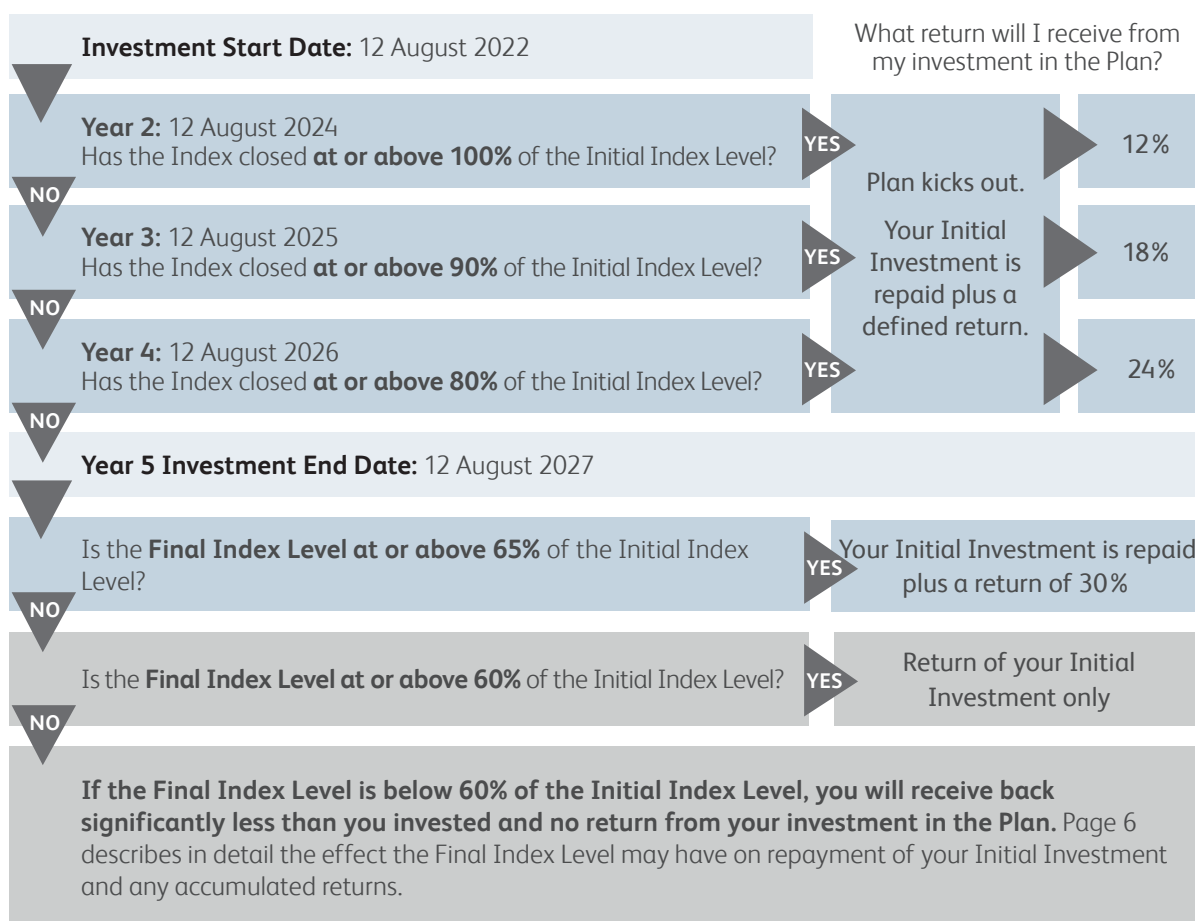 Investment Start Date: 12 August 2022
What return will I receive from
my investment in the Plan?
Year 2: 12 August 2024
Has the Index closed at or above 100% of the Initial Index Level?
YES
12%
NO
Plan kicks out.
Your Initial
Investment is
repaid plus a
defined return.
Year 3: 12 August 2025
Has the Index closed at or above 90% of the Initial Index Level?
YES
18%
NO
Year 4: 12 August 2026
Has the Index closed at or above 80% of the Initial Index Level?
YES
24%
NO
Year 5 Investment End Date: 12 August 2027
Is the Final Index Level at or above 65% of the Initial Index
Level?
YES
Your Initial Investment is repaid
plus a return of 30%
NO
Is the Final Index Level at or above 60% of the Initial Index Level?
YES
Return of your Initial
Investment only
NO
If the Final Index Level is below 60% of the Initial Index Level, you will receive back
significantly less than you invested and no return from your investment in the Plan. Page 6
describes in detail the effect the Final Index Level may have on repayment of your Initial Investment
and any accumulated returns.